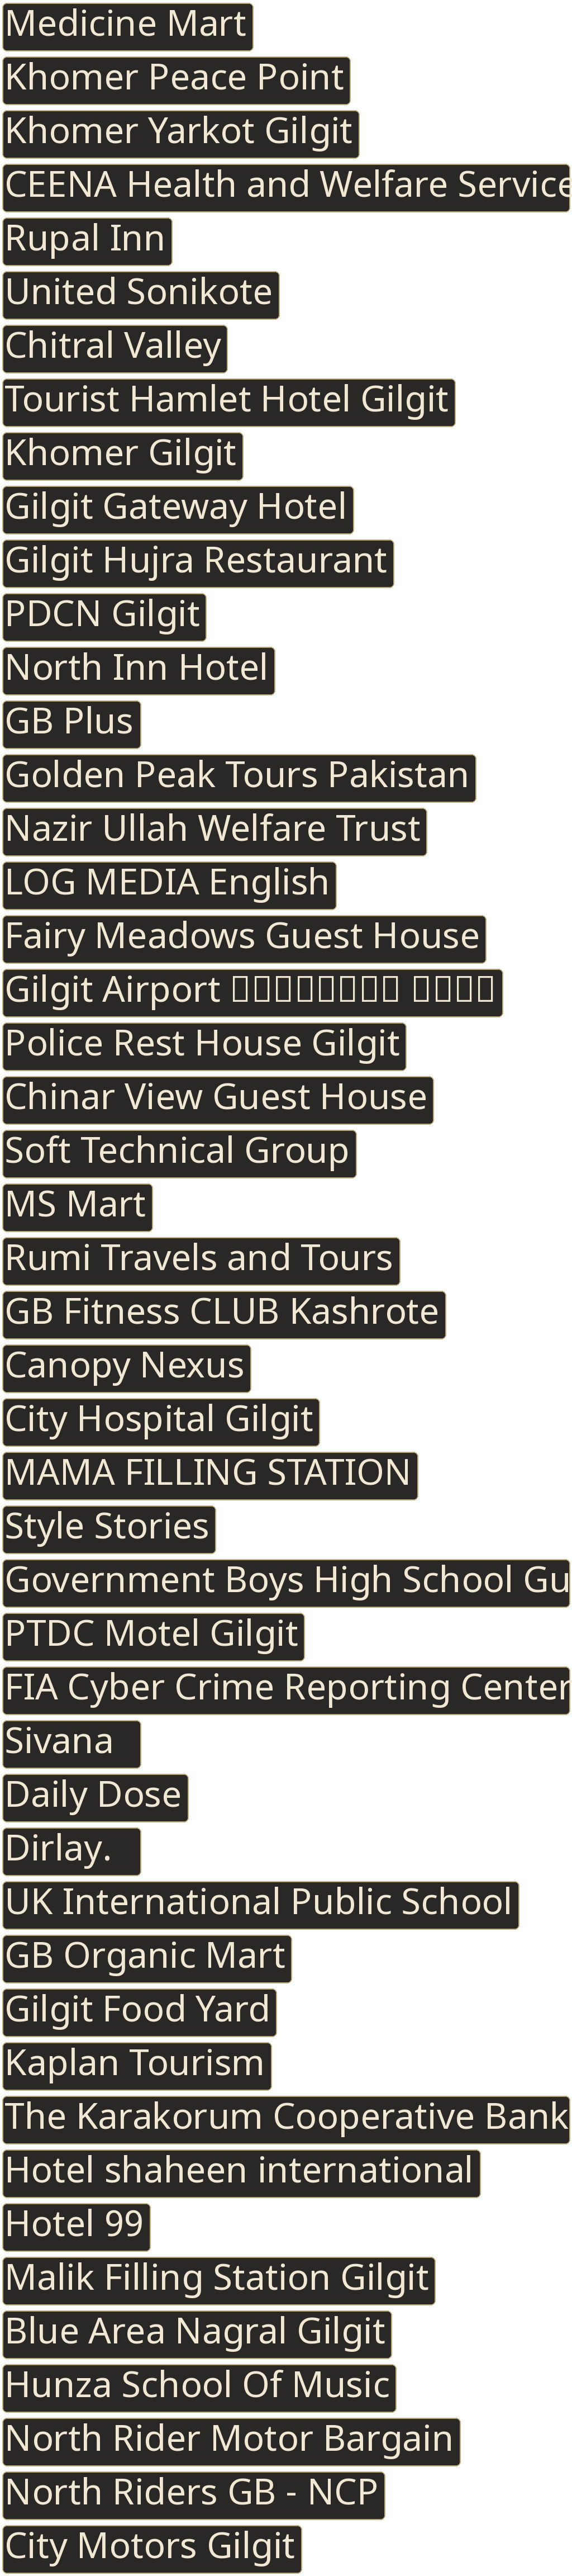 Medicine Mart
Khomer Peace Point
Khomer Yarkot Gilgit
CEENA Health and Welfare Service
Rupal Inn
United Sonikote
Chitral Valley
Tourist Hamlet Hotel Gilgit
Khomer Gilgit
Gilgit Gateway Hotel
Gilgit Hujra Restaurant
PDCN Gilgit
North Inn Hotel
GB Plus
Golden Peak Tours Pakistan
Nazir Ullah Welfare Trust
LOG MEDIA English
Fairy Meadows Guest House
Gilgit Airport
Police Rest House Gilgit
Chinar View Guest House
Soft Technical Group
MS Mart
Rumi Travels and Tours
GB Fitness CLUB Kashrote
Canopy Nexus
City Hospital Gilgit
MAMA FILLING STATION
Style Stories
Government Boys High School Gu
PTDC Motel Gilgit
FIA Cyber Crime Reporting Center
Sivana
Daily Dose
Dirlay.
UK International Public School
GB Organic Mart
Gilgit Food Yard
Kaplan Tourism
The Karakorum Cooperative Bank
Hotel shaheen international
Hotel 99
Malik Filling Station Gilgit
Blue Area Nagral Gilgit
Hunza School Of Music
North Rider Motor Bargain
North Riders GB - NCP
City Motors Gilgit